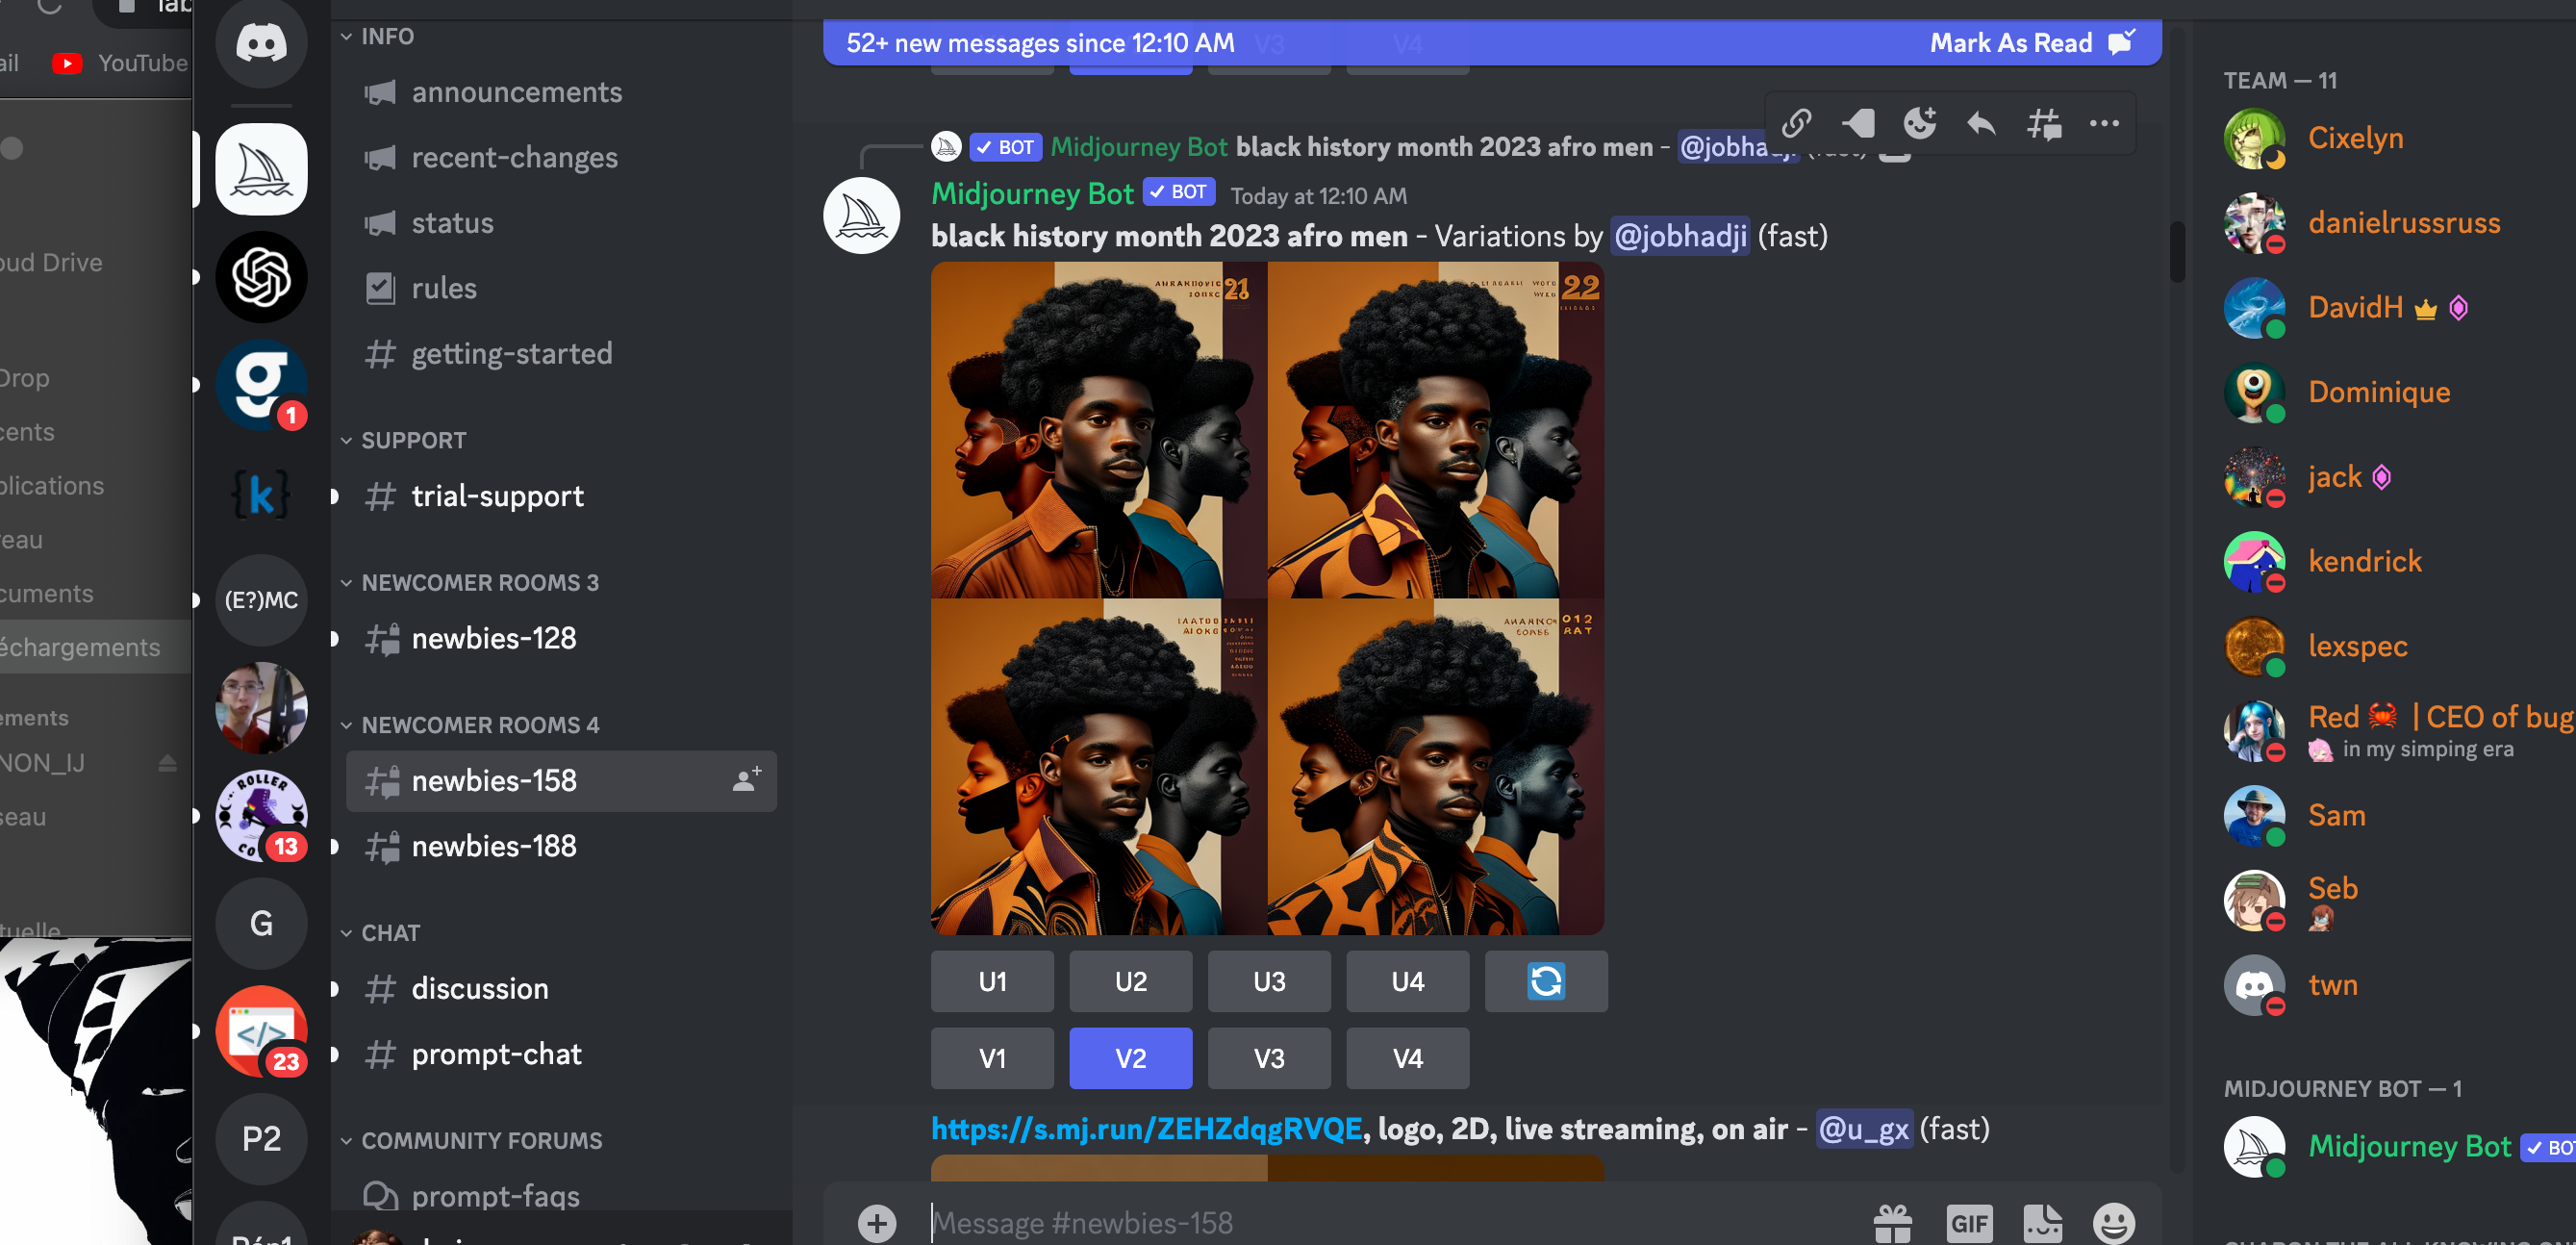 YouTube
oud Drive
Drop
cents
plications
eau
cuments
échargements
ements
NON_IJ
seau
tuelle
1
(E?)MC
ROLLER
CO
13
G
</>
23
P2
INFO
announcements
recent-changes
status
rules
getting-started
SUPPORT
trial-support
NEWCOMER ROOMS 3
newbies-128
NEWCOMER ROOMS 4
newbies-158
newbies-188
CHAT
discussion
prompt-chat
COMMUNITY FORUMS
prompt-faqs
52+ new messages since 12:10 AM
Mark As Read
BOT Midjourney Bot black history month 2023 afro men - @jobhadji (fast)
Midjourney Bot BOT Today at 12:10 AM
black history month 2023 afro men - Variations by @jobhadji (fast)
21
22
012
U1 U2 U3 U4
V1 V2 V3 V4
https://s.mj.run/ZEHZdqgRVQE, logo, 2D, live streaming, on air - @u_gx (fast)
Message #newbies-158
GIF
TEAM — 11
Cixelyn
danielrussruss
DavidH
Dominique
jack
kendrick
lexspec
Red 🦀 | CEO of bug
in my simping era
Sam
Seb
twn
MIDJOURNEY BOT — 1
Midjourney Bot BOT